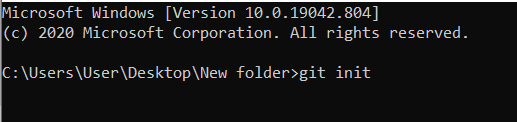 Microsoft Windows [Version 10.0.19042.804]
(c) 2020 Microsoft Corporation. All rights reserved.
C:\Users\User\Desktop\New folder>git init